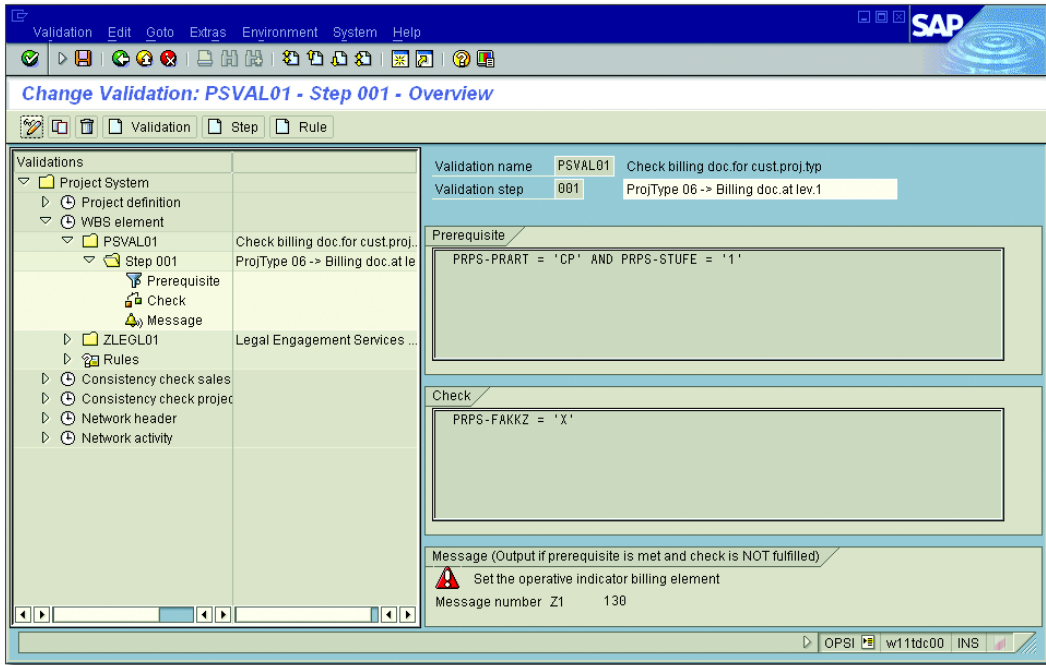 Validation Edit Goto Extras Environment System Help
SAP
Change Validation: PSVAL01 - Step 001 - Overview
Validation Step Rule
Validations
Project System
Project definition
WBS element
PSVAL01 Check billing doc.for cust.proj..
Step 001 ProjType 06 -> Billing doc.at le
Prerequisite
Check
Message
ZLEGL01 Legal Engagement Services ...
Rules
Consistency check sales
Consistency check projec
Network header
Network activity
Validation name PSVAL01 Check billing doc.for cust.proj.typ
Validation step 001 ProjType 06 -> Billing doc.at lev.1
Prerequisite
PRPS-PRART = 'CP' AND PRPS-STUFE = '1'
Check
PRPS-FAKKZ = 'X'
Message (Output if prerequisite is met and check is NOT fulfilled)
Set the operative indicator billing element
Message number Z1 130
OPSI w11tdc00 INS